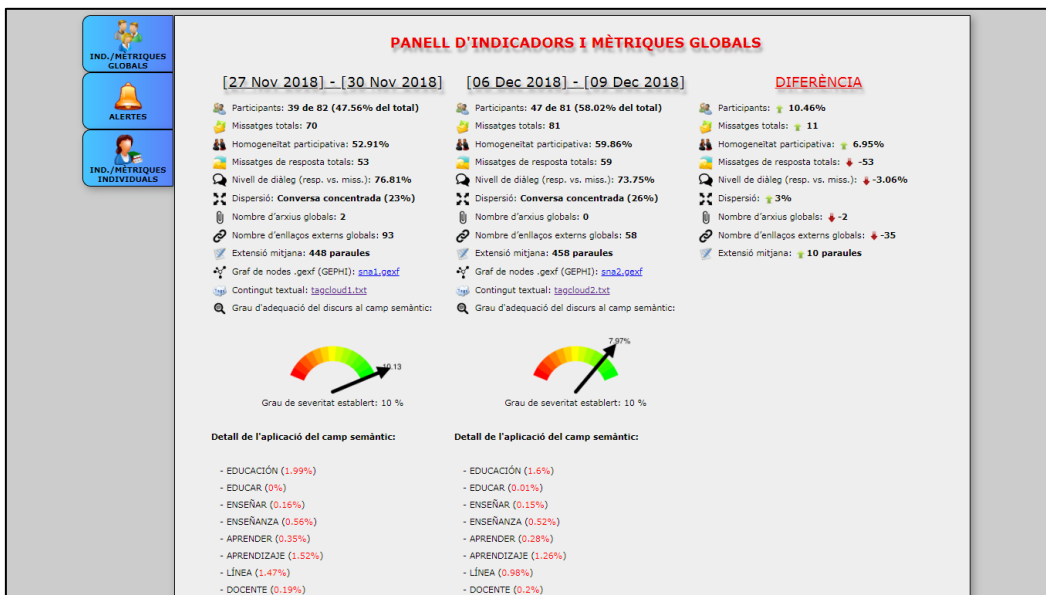 IND./MÈTRIQUES
GLOBALS
ALERTES
IND./MÈTRIQUES
INDIVIDUALS
PANELL D'INDICADORS I MÈTRIQUES GLOBALS
[27 Nov 2018] - [30 Nov 2018]
Participants: 39 de 82 (47.56% del total)
Missatges totals: 70
Homogeneïtat participativa: 52.91%
Missatges de resposta totals: 53
Nivell de diàleg (resp. vs. miss.): 76.81%
Dispersió: Conversa concentrada (23%)
Nombre d'arxius globals: 2
Nombre d'enllaços externs globals: 93
Extensió mitjana: 448 paraules
Graf de nodes .gexf (GEPHI): sna1.gexf
Contingut textual: tagcloud1.txt
Grau d'adequació del discurs al camp semàntic:
10.13
Grau de severitat establert: 10 %
Detall de l'aplicació del camp semàntic:
- EDUCACIÓN (1.99%)
- EDUCAR (0%)
- ENSEÑAR (0.16%)
- ENSEÑANZA (0.56%)
- APRENDER (0.35%)
- APRENDIZAJE (1.52%)
- LÍNEA (1.47%)
- DOCENTE (0.19%)
[06 Dec 2018] - [09 Dec 2018]
Participants: 47 de 81 (58.02% del total)
Missatges totals: 81
Homogeneïtat participativa: 59.86%
Missatges de resposta totals: 59
Nivell de diàleg (resp. vs. miss.): 73.75%
Dispersió: Conversa concentrada (26%)
Nombre d'arxius globals: 0
Nombre d'enllaços externs globals: 58
Extensió mitjana: 458 paraules
Graf de nodes .gexf (GEPHI): sna2.gexf
Contingut textual: tagcloud2.txt
Grau d'adequació del discurs al camp semàntic:
7.97%
Grau de severitat establert: 10 %
Detall de l'aplicació del camp semàntic:
- EDUCACIÓN (1.6%)
- EDUCAR (0.01%)
- ENSEÑAR (0.15%)
- ENSEÑANZA (0.52%)
- APRENDER (0.28%)
- APRENDIZAJE (1.26%)
- LÍNEA (0.98%)
- DOCENTE (0.2%)
DIFERÈNCIA
Participants: 10.46%
Missatges totals: 11
Homogeneïtat participativa: 6.95%
Missatges de resposta totals: -53
Nivell de diàleg (resp. vs. miss.): -3.06%
Dispersió: 3%
Nombre d'arxius globals: -2
Nombre d'enllaços externs globals: -35
Extensió mitjana: 10 paraules